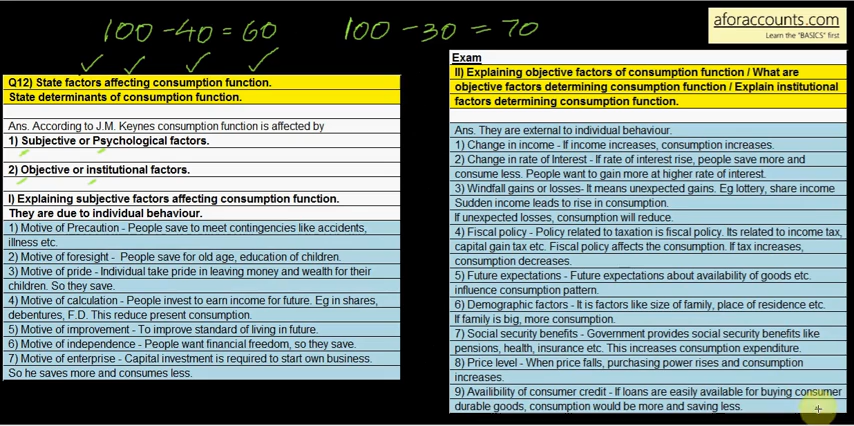 100 - 40 = 60
100 - 30 = 70
aforaccounts.com
Learn the "BASICS" first
Q12) State factors affecting consumption function.
State determinants of consumption function.
Ans. According to J.M. Keynes consumption function is affected by
1) Subjective or Psychological factors.
2) Objective or institutional factors.
I) Explaining subjective factors affecting consumption function.
They are due to individual behaviour.
1) Motive of Precaution - People save to meet contingencies like accidents,
illness etc.
2) Motive of foresight - People save for old age, education of children.
3) Motive of pride - Individual take pride in leaving money and wealth for their
children. So they save.
4) Motive of calculation - People invest to earn income for future. Eg in shares,
debentures, F.D. This reduce present consumption.
5) Motive of improvement - To improve standard of living in future.
6) Motive of independence - People want financial freedom, so they save.
7) Motive of enterprise - Capital investment is required to start own business.
So he saves more and consumes less.
Exam
II) Explaining objective factors of consumption function / What are
objective factors determining consumption function / Explain institutional
factors determining consumption function.
Ans. They are external to individual behaviour.
1) Change in income - If income increases, consumption increases.
2) Change in rate of Interest - If rate of interest rise, people save more and
consume less. People want to gain more at higher rate of interest.
3) Windfall gains or losses- It means unexpected gains. Eg lottery, share income
Sudden income leads to rise in consumption.
If unexpected losses, consumption will reduce.
4) Fiscal policy - Policy related to taxation is fiscal policy. Its related to income tax,
capital gain tax etc. Fiscal policy affects the consumption. If tax increases,
consumption decreases.
5) Future expectations - Future expectations about availability of goods etc.
influence consumption pattern.
6) Demographic factors - It is factors like size of family, place of residence etc.
If family is big, more consumption.
7) Social security benefits - Government provides social security benefits like
pensions, health, insurance etc. This increases consumption expenditure.
8) Price level - When price falls, purchasing power rises and consumption
increases.
9) Availibility of consumer credit - If loans are easily available for buying consumer
durable goods, consumption would be more and saving less.